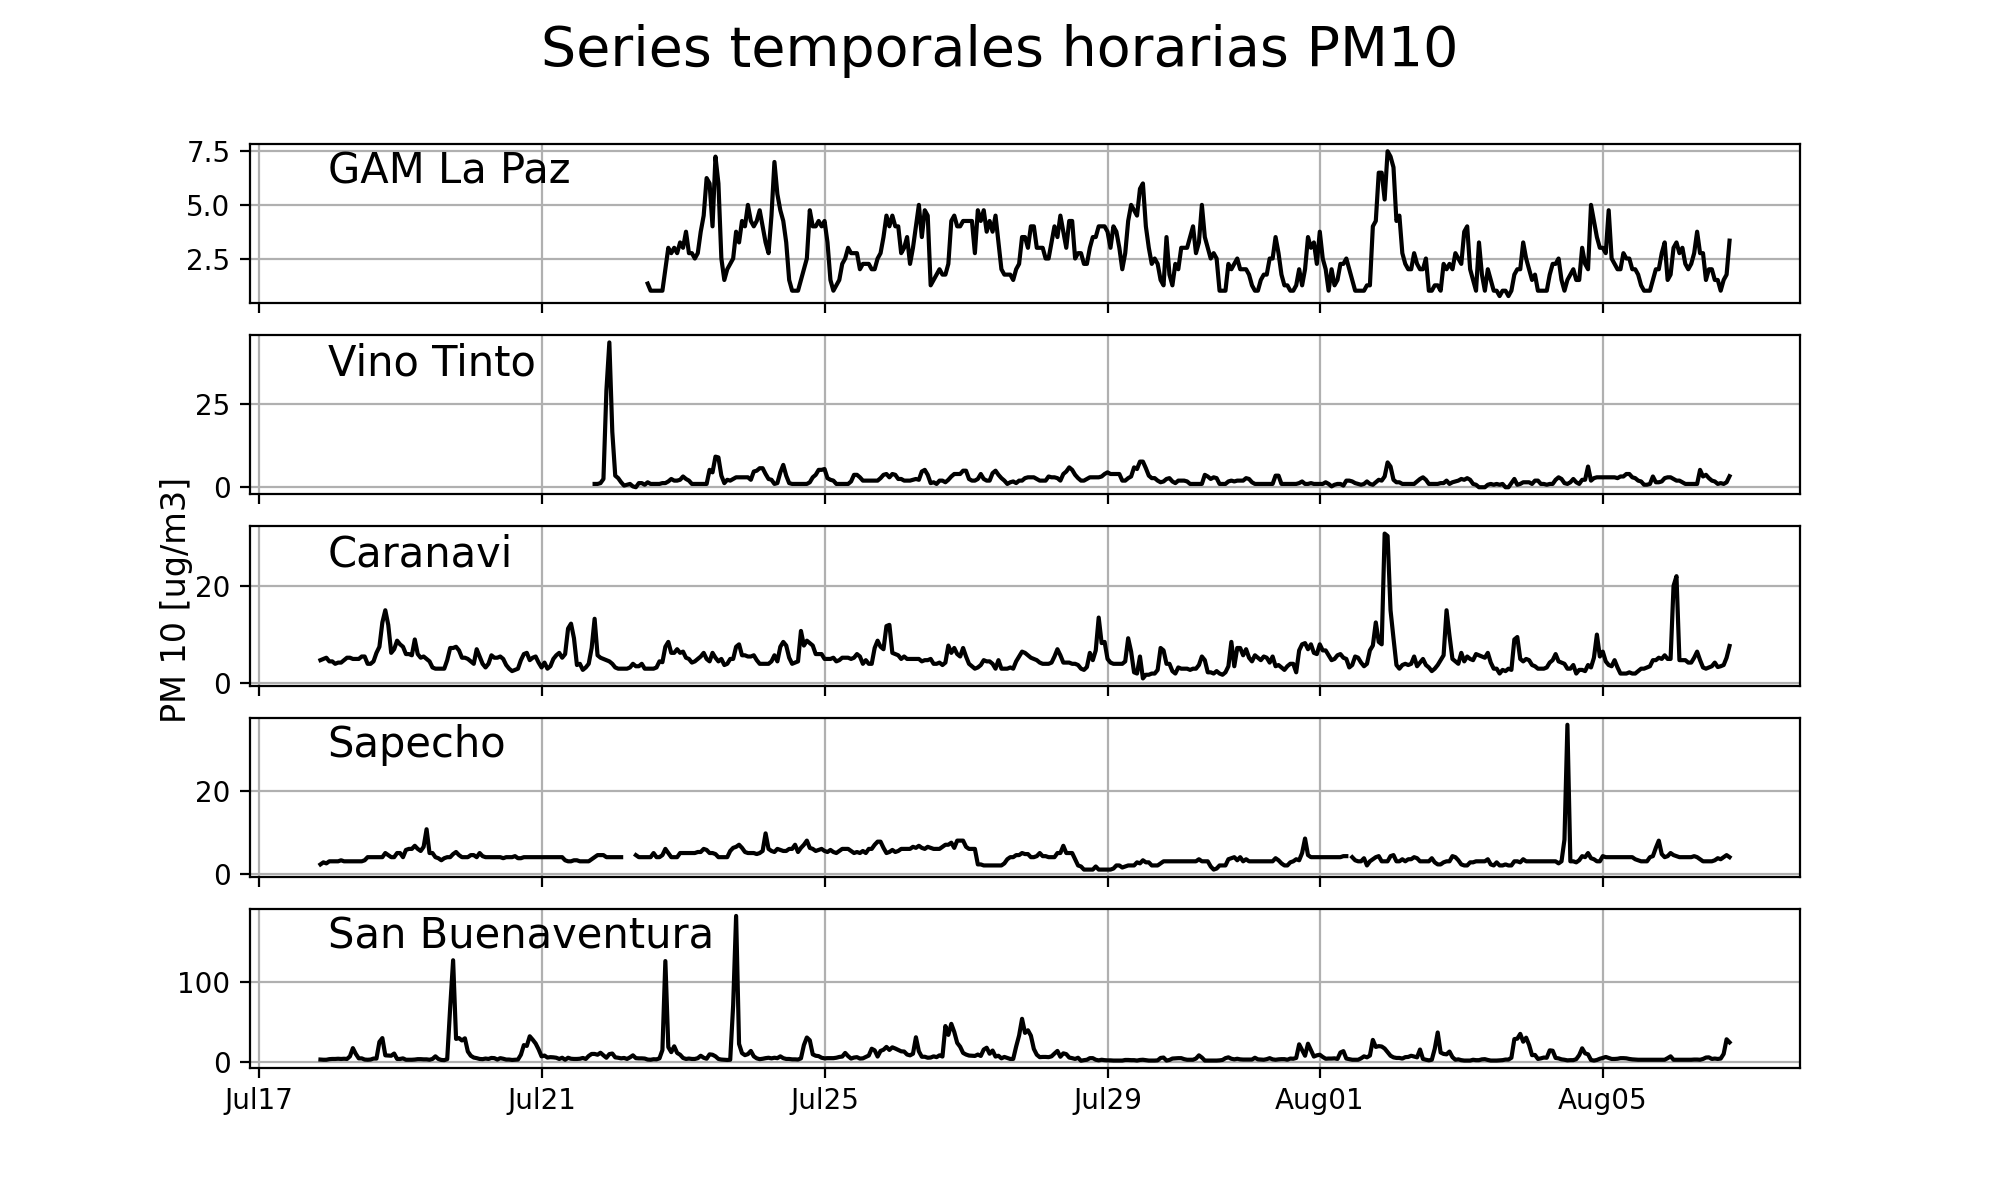 Series temporales horarias PM10
GAM La Paz
7.5
5.0
2.5
Vino Tinto
25
0
PM 10 [ug/m3]
Caranavi
20
0
Sapecho
20
0
San Buenaventura
100
0
Jul17 Jul21 Jul25 Jul29 Aug01 Aug05